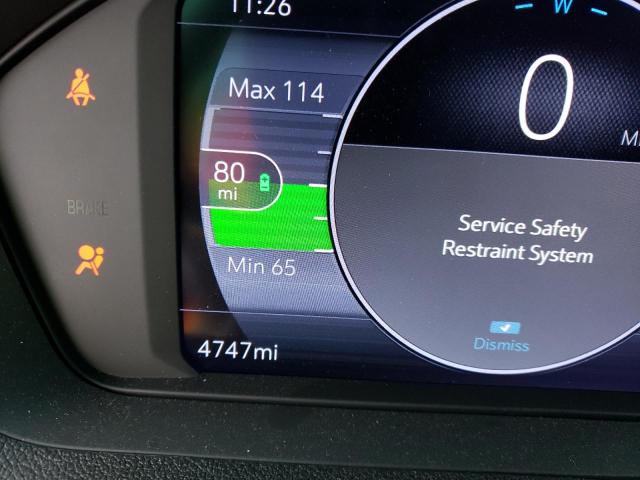 11:26
W
Max 114
0
80
mi
BRAKE
Service Safety
Restraint System
Min 65
Dismiss
4747mi